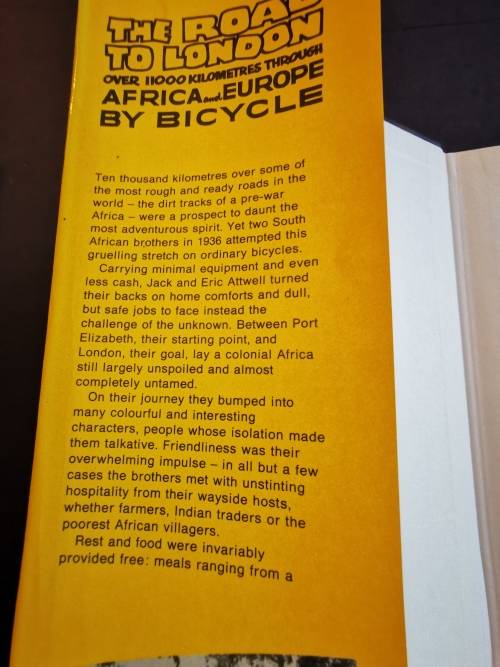 THE ROAD
TO LONDON
OVER 11000 KILOMETRES THROUGH
AFRICA and EUROPE
BY BICYCLE
Ten thousand kilometres over some of
the most rough and ready roads in the
world – the dirt tracks of a pre-war
Africa – were a prospect to daunt the
most adventurous spirit. Yet two South
African brothers in 1936 attempted this
gruelling stretch on ordinary bicycles.
Carrying minimal equipment and even
less cash, Jack and Eric Attwell turned
their backs on home comforts and dull,
but safe jobs to face instead the
challenge of the unknown. Between Port
Elizabeth, their starting point, and
London, their goal, lay a colonial Africa
still largely unspoiled and almost
completely untamed.
On their journey they bumped into
many colourful and interesting
characters, people whose isolation made
them talkative. Friendliness was their
overwhelming impulse – in all but a few
cases the brothers met with unstinting
hospitality from their wayside hosts,
whether farmers, Indian traders or the
poorest African villagers.
Rest and food were invariably
provided free: meals ranging from a